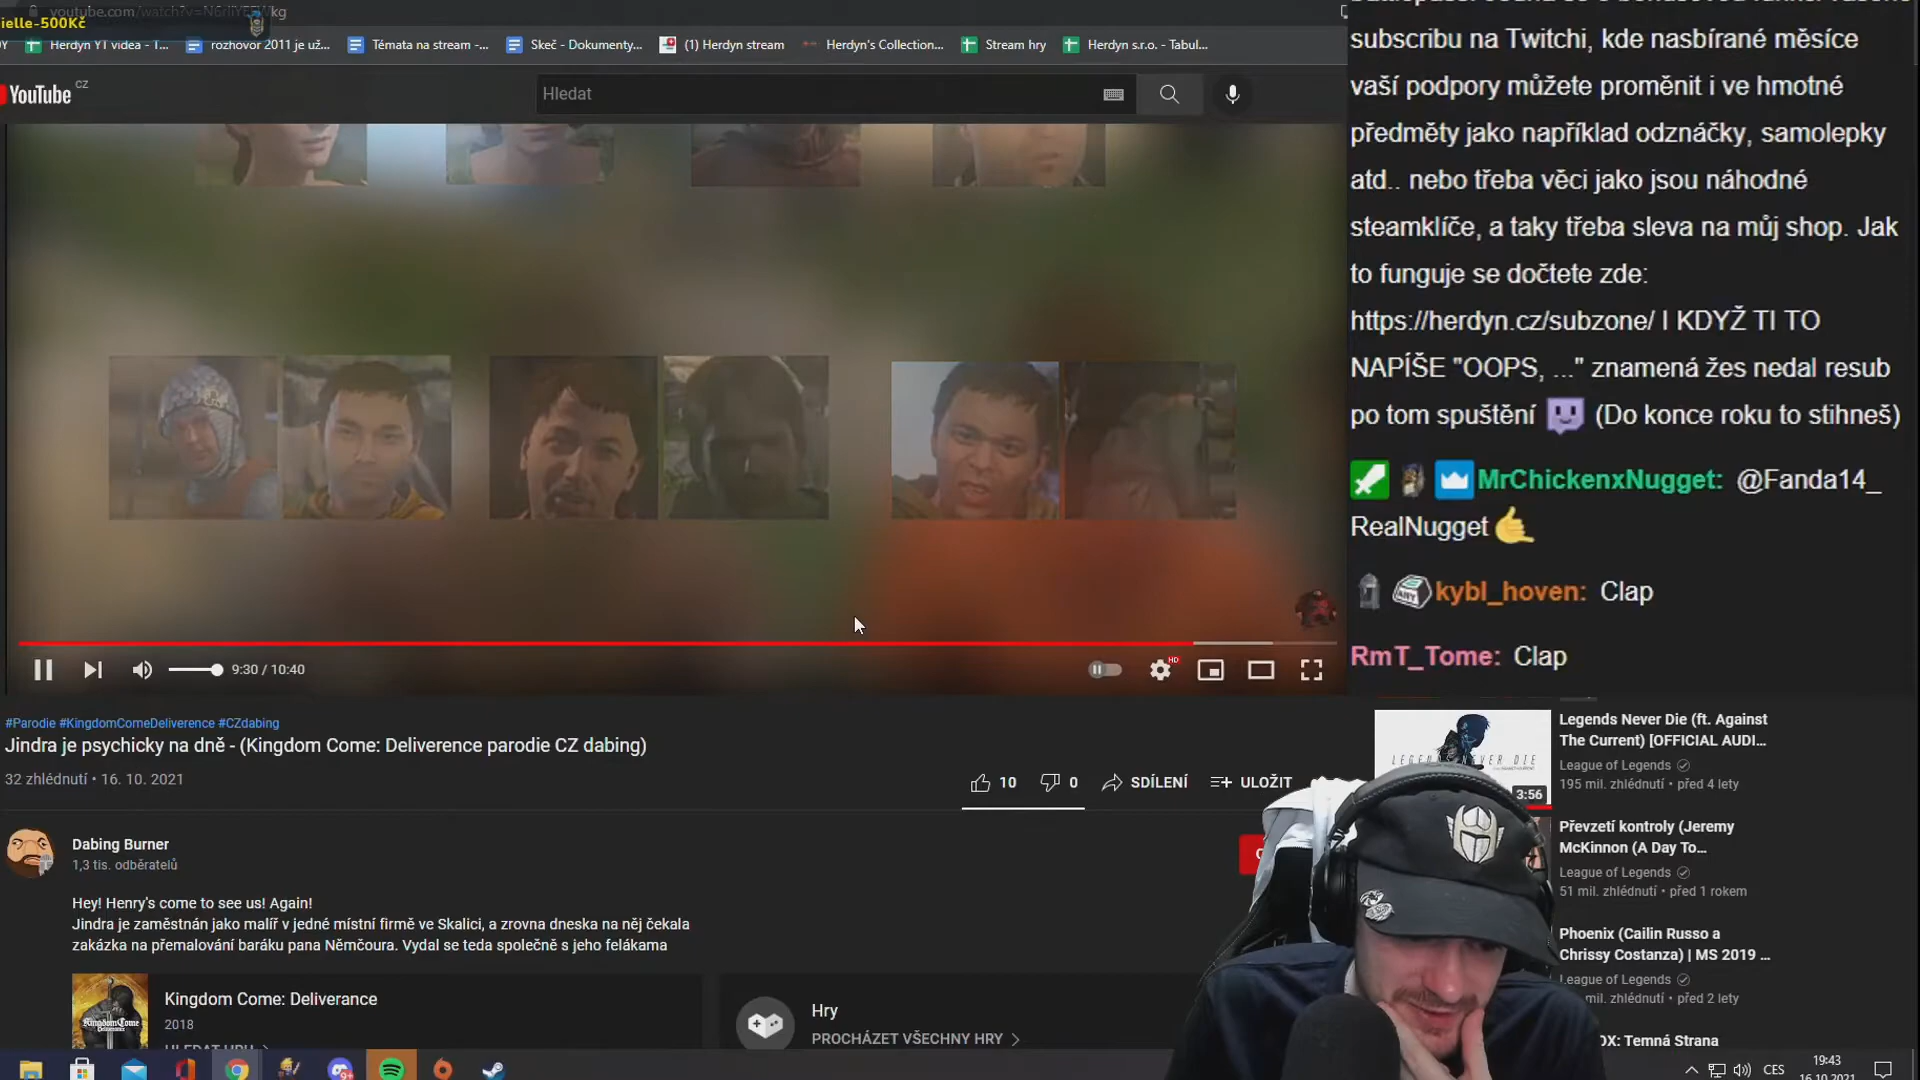 ielle-500Kč
youtube.com/watch?v=
Herdyn YT videa - T...
rozhovor 2011 je už...
Témata na stream -...
Skeč - Dokumenty...
(1) Herdyn stream
Herdyn's Collection...
Stream hry
Herdyn s.r.o. - Tabul...
YouTube CZ
Hledat
subscribu na Twitchi, kde nasbírané měsíce
vaší podpory můžete proměnit i ve hmotné
předměty jako například odznáčky, samolepky
atd.. nebo třeba věci jako jsou náhodné
steamklíče, a taky třeba sleva na můj shop. Jak
to funguje se dočtete zde:
https://herdyn.cz/subzone/ I KDYŽ TI TO
NAPÍŠE "OOPS, ..." znamená žes nedal resub
po tom spuštění (Do konce roku to stihneš)
MrChickenxNugget: @Fanda14_
RealNugget
ANY
kybl_hoven: Clap
RmT_Tome: Clap
9:30 / 10:40
HD
#Parodie #KingdomComeDeliverence #CZdabing
Jindra je psychicky na dně - (Kingdom Come: Deliverence parodie CZ dabing)
32 zhlédnutí • 16. 10. 2021
10
0
SDÍLENÍ
ULOŽIT
Dabing Burner
1,3 tis. odběratelů
Hey! Henry's come to see us! Again!
Jindra je zaměstnán jako malíř v jedné místní firmě ve Skalici, a zrovna dneska na něj čekala
zakázka na přemalování baráku pana Němčoura. Vydal se teda společně s jeho felákama
Kingdom Come: Deliverance
2018
Hry
PROCHÁZET VŠECHNY HRY
3:56
Legends Never Die (ft. Against
The Current) [OFFICIAL AUDI...
League of Legends
195 mil. zhlédnutí • před 4 lety
Převzetí kontroly (Jeremy
McKinnon (A Day To...
League of Legends
51 mil. zhlédnutí • před 1 rokem
Phoenix (Cailin Russo a
Chrissy Costanza) | MS 2019 ...
League of Legends
mil. zhlédnutí • před 2 lety
OX: Temná Strana
9+
CES
19:43
16.10.2021